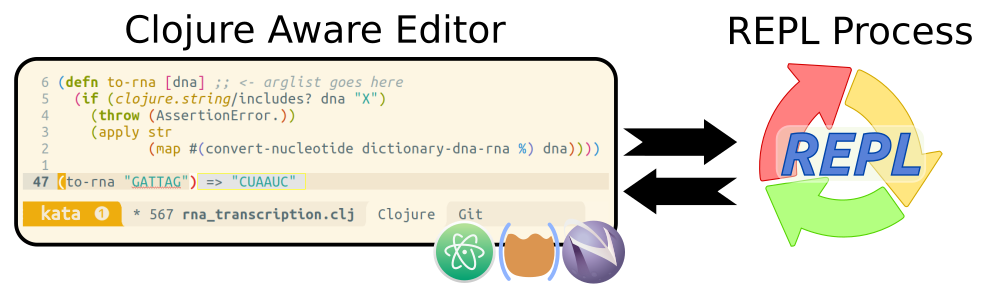 Clojure Aware Editor
REPL Process
6 (defn to-rna [dna] ;; <- arglist goes here
5 (if (clojure.string/includes? dna "X")
4 (throw (AssertionError.))
3 (apply str
2 (map #(convert-nucleotide dictionary-dna-rna %) dna))))
1
47 (to-rna "GATTAG") => "CUAAUC"
kata 1 * 567 rna_transcription.clj Clojure Git
REPL